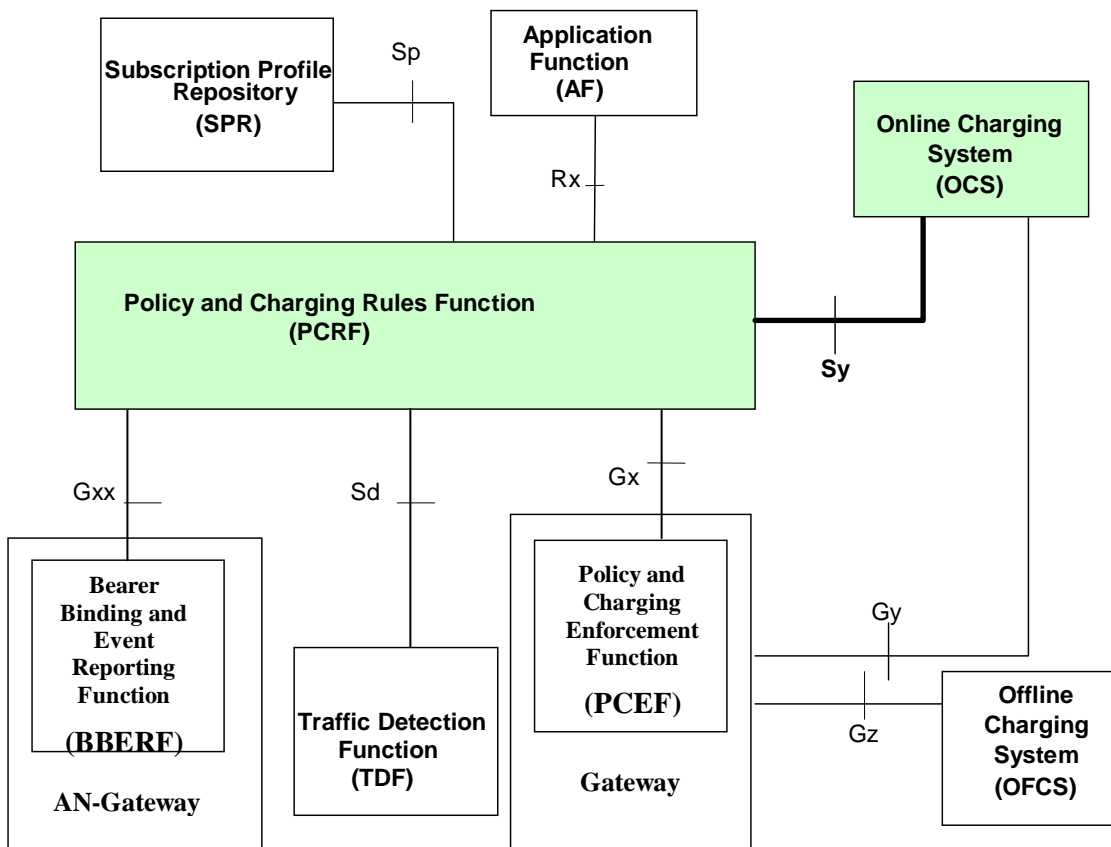 Sp
Subscription Profile
Repository
(SPR)
Application
Function
(AF)
Rx
Online Charging
System
(OCS)
Policy and Charging Rules Function
(PCRF)
Sy
Gxx
Sd
Gx
Bearer
Binding and
Event
Reporting
Function
(BBERF)
AN-Gateway
Traffic Detection
Function
(TDF)
Policy and
Charging
Enforcement
Function
(PCEF)
Gateway
Gy
Gz
Offline
Charging
System
(OFCS)